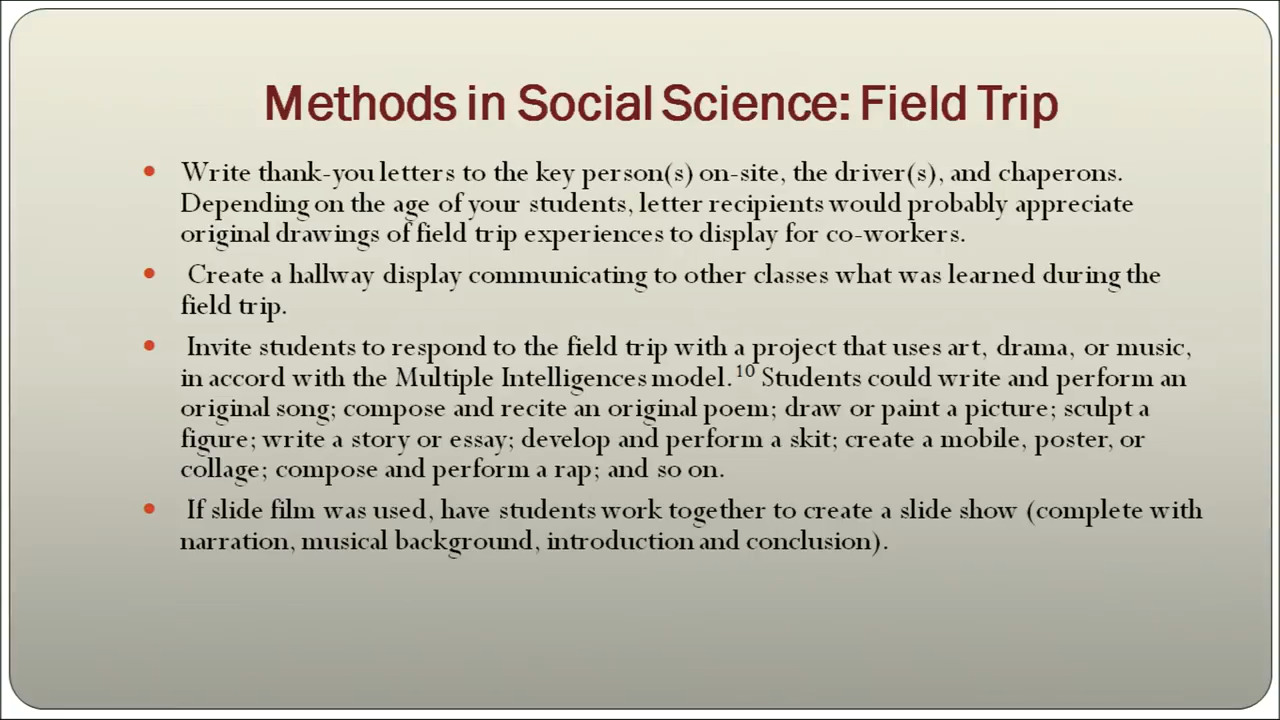 Methods in Social Science: Field Trip
• Write thank-you letters to the key person(s) on-site, the driver(s), and chaperons.
Depending on the age of your students, letter recipients would probably appreciate
original drawings of field trip experiences to display for co-workers.
• Create a hallway display communicating to other classes what was learned during the
field trip.
• Invite students to respond to the field trip with a project that uses art, drama, or music,
in accord with the Multiple Intelligences model.¹⁰ Students could write and perform an
original song; compose and recite an original poem; draw or paint a picture; sculpt a
figure; write a story or essay; develop and perform a skit; create a mobile, poster, or
collage; compose and perform a rap; and so on.
• If slide film was used, have students work together to create a slide show (complete with
narration, musical background, introduction and conclusion).